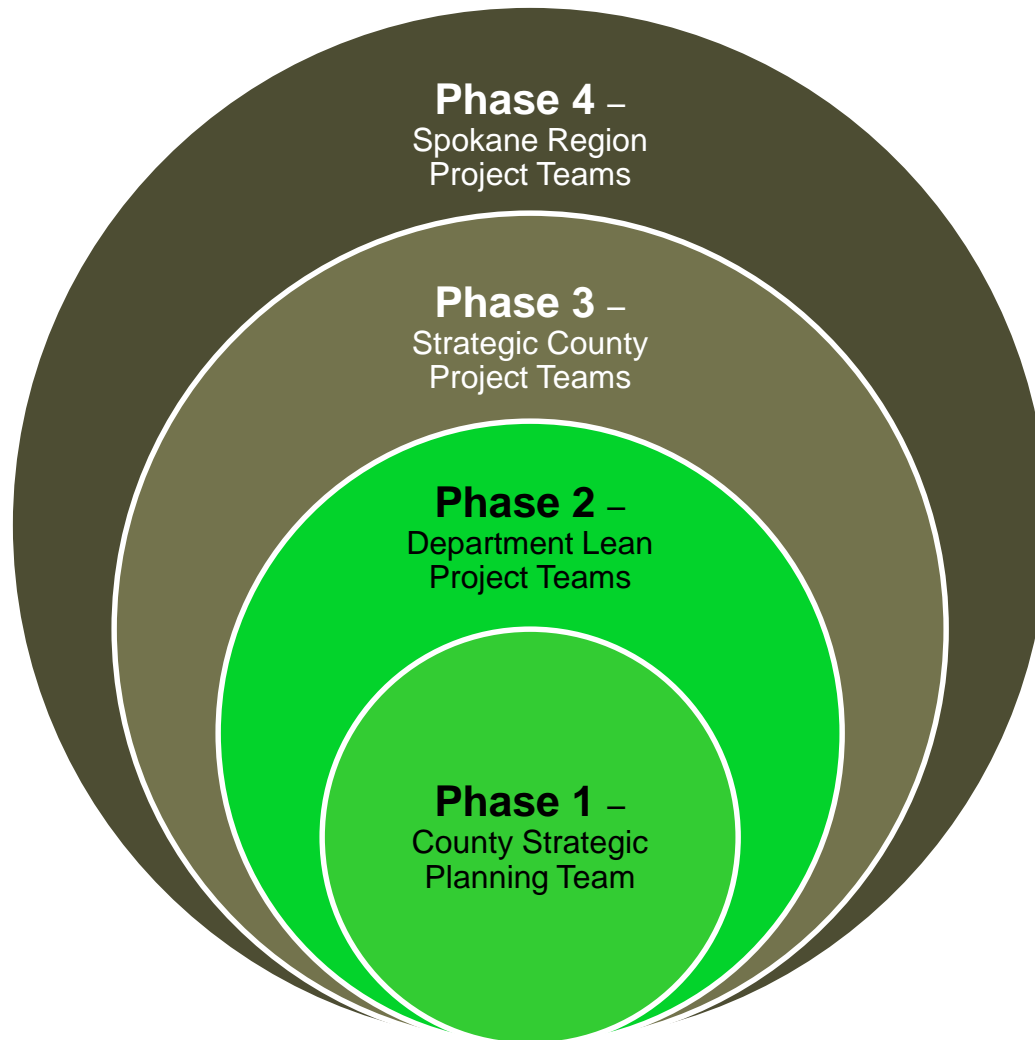 Phase 4 –
Spokane Region
Project Teams
Phase 3 –
Strategic County
Project Teams
Phase 2 –
Department Lean
Project Teams
Phase 1 –
County Strategic
Planning Team